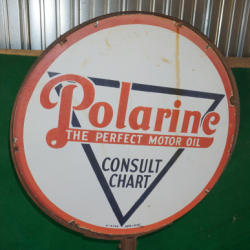 Polarine
THE PERFECT MOTOR OIL
CONSULT
CHART